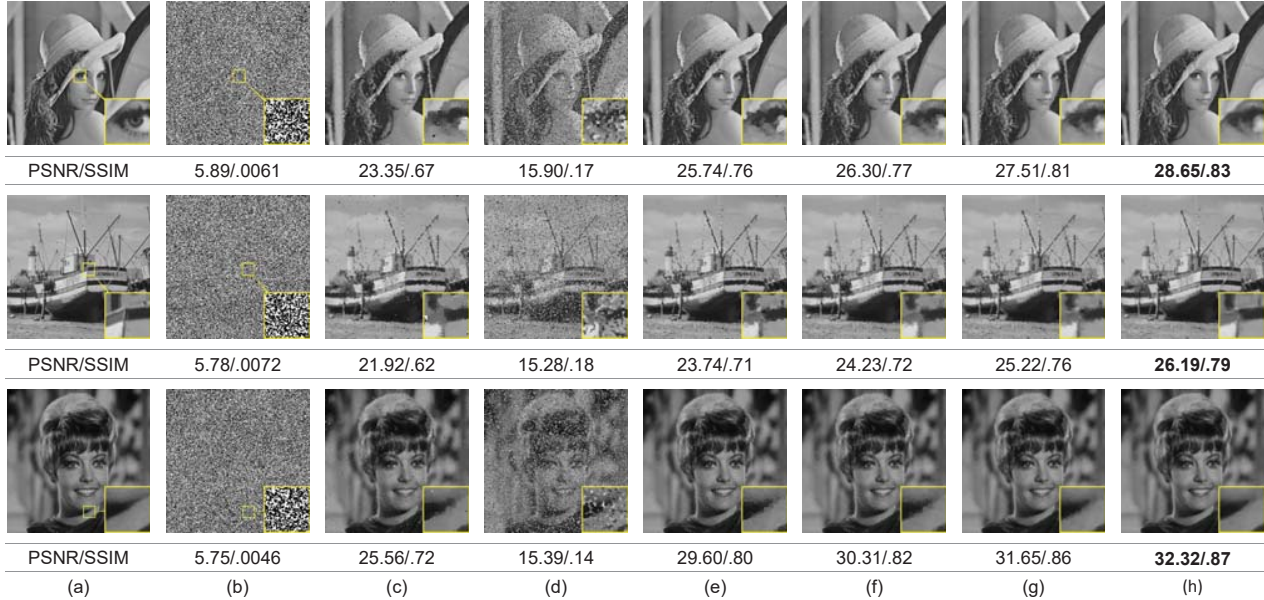 PSNR/SSIM 5.89/.0061 23.35/.67 15.90/.17 25.74/.76 26.30/.77 27.51/.81 28.65/.83
PSNR/SSIM 5.78/.0072 21.92/.62 15.28/.18 23.74/.71 24.23/.72 25.22/.76 26.19/.79
PSNR/SSIM 5.75/.0046 25.56/.72 15.39/.14 29.60/.80 30.31/.82 31.65/.86 32.32/.87
(a) (b) (c) (d) (e) (f) (g) (h)